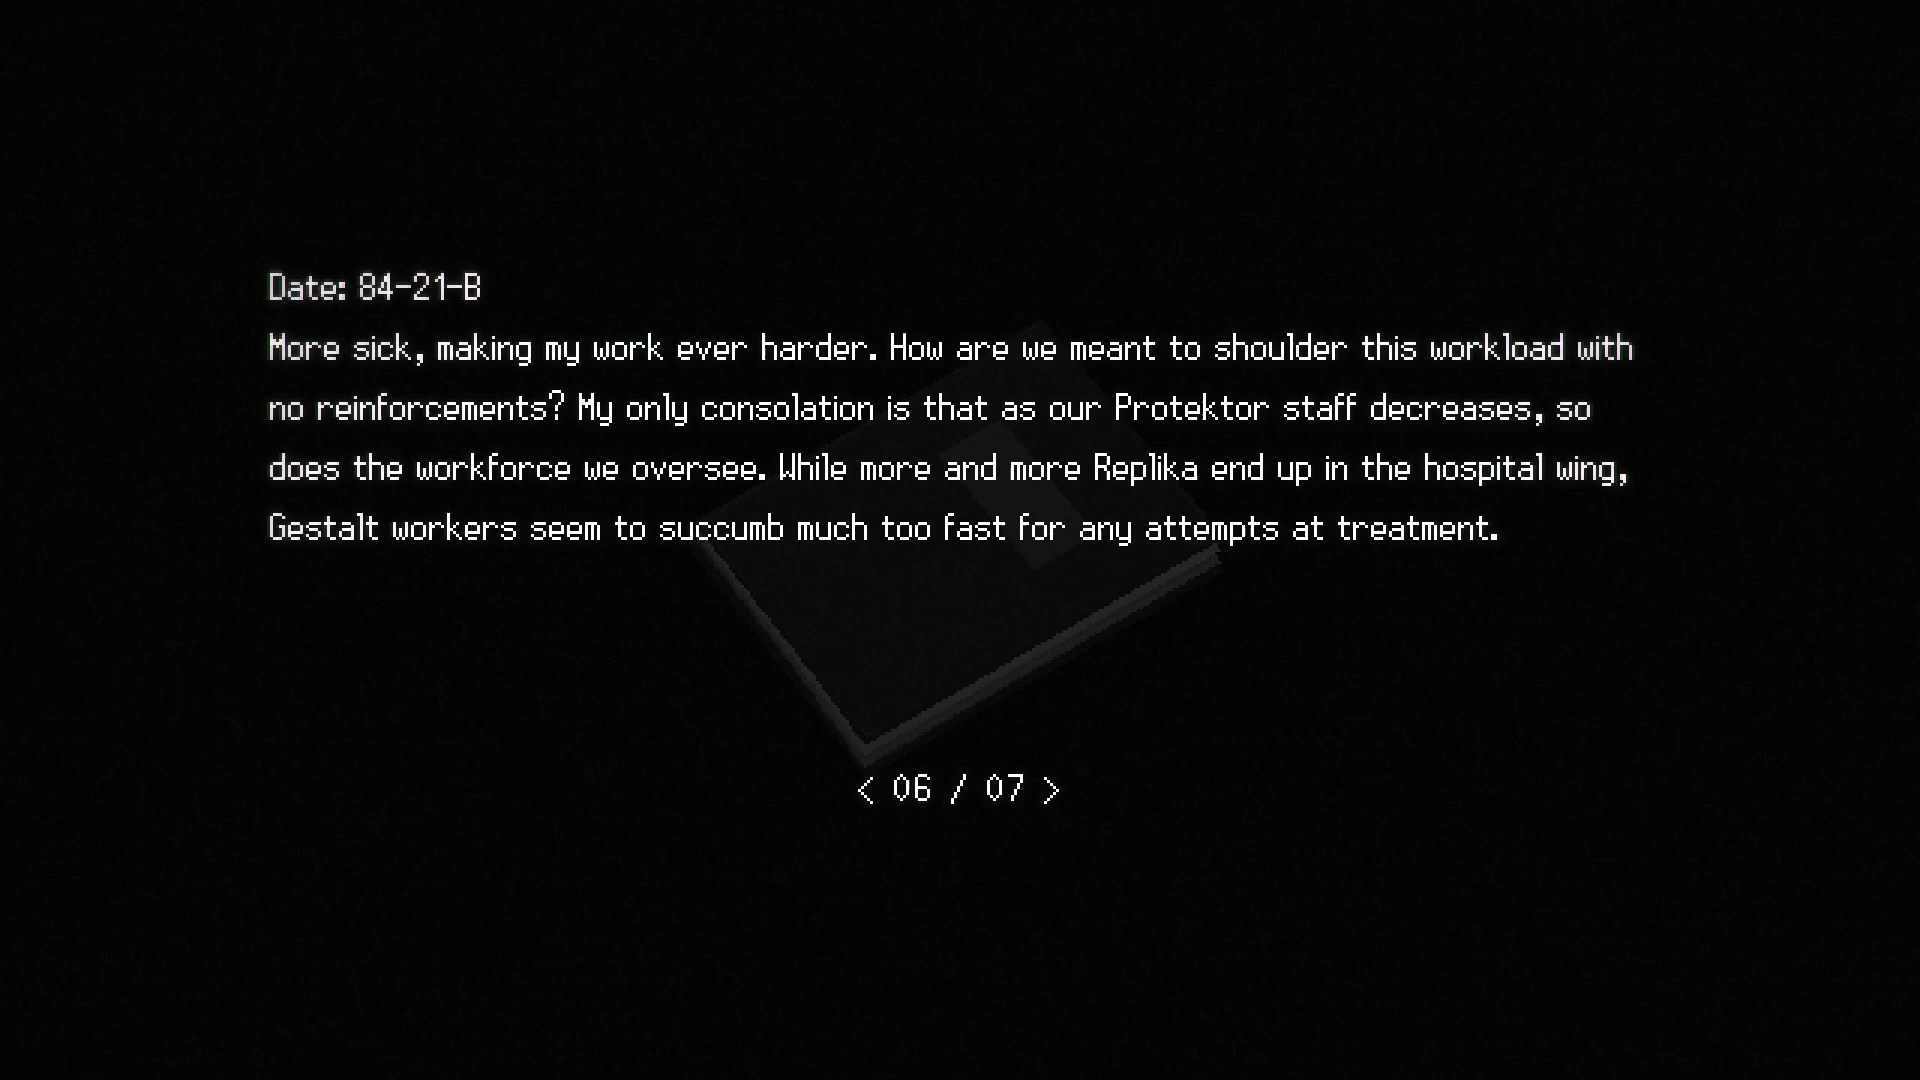 Date: 84-21-B
More sick, making my work ever harder. How are we meant to shoulder this workload with
no reinforcements? My only consolation is that as our Protektor staff decreases, so
does the workforce we oversee. While more and more Replika end up in the hospital wing,
Gestalt workers seem to succumb much too fast for any attempts at treatment.
< 06 / 07 >